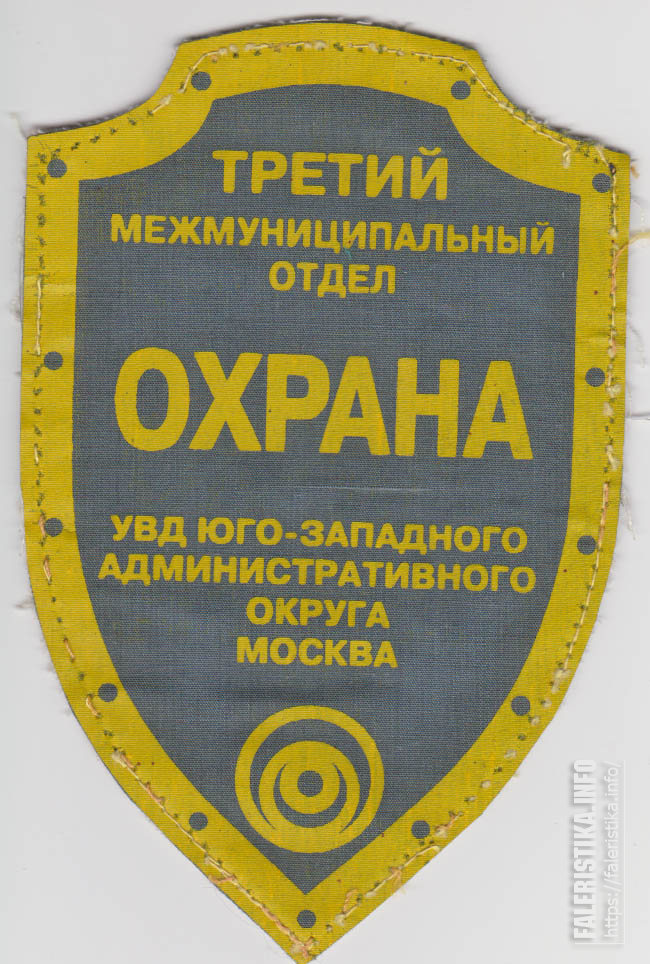 ТРЕТИЙ
МЕЖМУНИЦИПАЛЬНЫЙ
ОТДЕЛ
ОХРАНА
УВД ЮГО-ЗАПАДНОГО
АДМИНИСТРАТИВНОГО
ОКРУГА
МОСКВА
FALERISTIKA.INFO
https://faleristika.info/